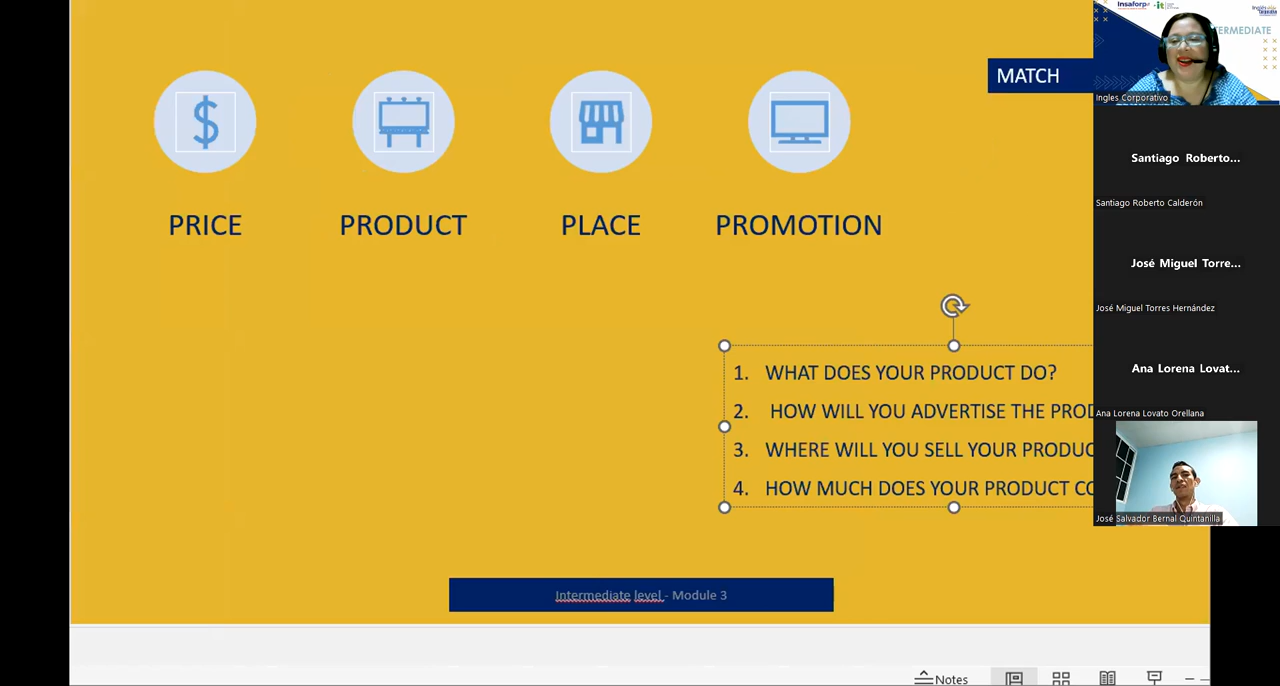 Insaforp
ERMEDIATE
MATCH
Ingles Corporativo
Santiago Roberto...
Santiago Roberto Calderón
PRICE
PRODUCT
PLACE
PROMOTION
José Miguel Torre...
José Miguel Torres Hernández
Ana Lorena Lovat...
Ana Lorena Lovato Orellana
1. WHAT DOES YOUR PRODUCT DO?
2. HOW WILL YOU ADVERTISE THE PROD
3. WHERE WILL YOU SELL YOUR PRODUC
4. HOW MUCH DOES YOUR PRODUCT CO
José Salvador Bernal Quintanilla
Intermediate level - Module 3
Notes